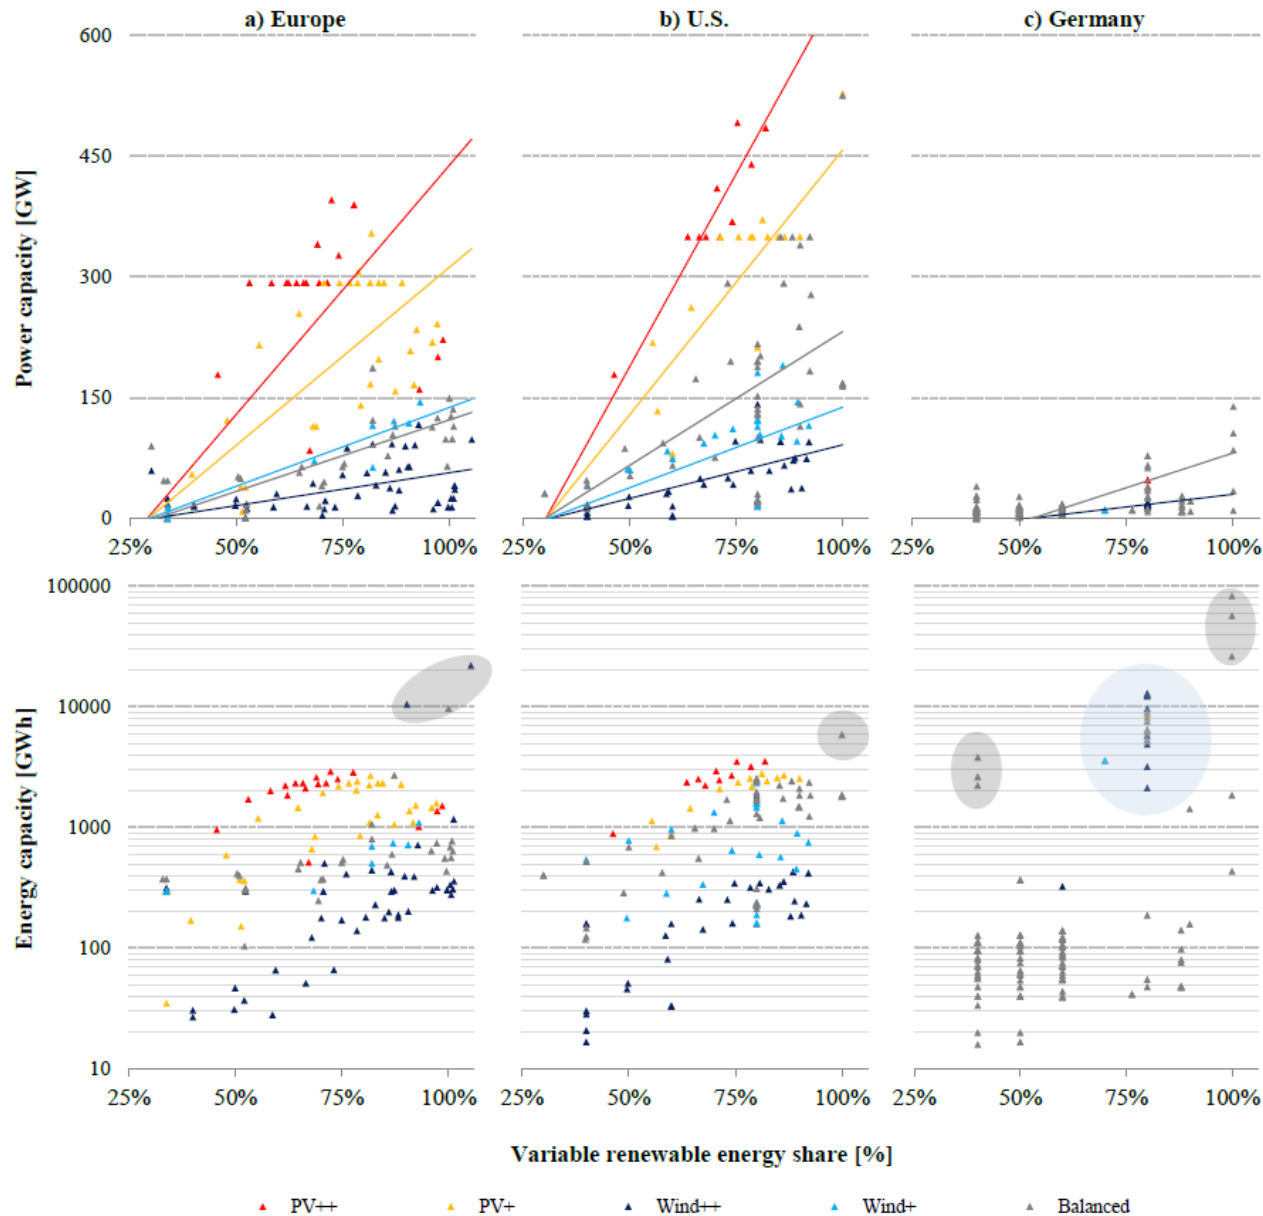 a) Europe
b) U.S.
c) Germany
Power capacity [GW]
600
450
300
150
0
25% 50% 75% 100%
25% 50% 75% 100%
25% 50% 75% 100%
Energy capacity [GWh]
100000
10000
1000
100
10
25% 50% 75% 100%
25% 50% 75% 100%
25% 50% 75% 100%
Variable renewable energy share [%]
PV++ PV+ Wind++ Wind+ Balanced